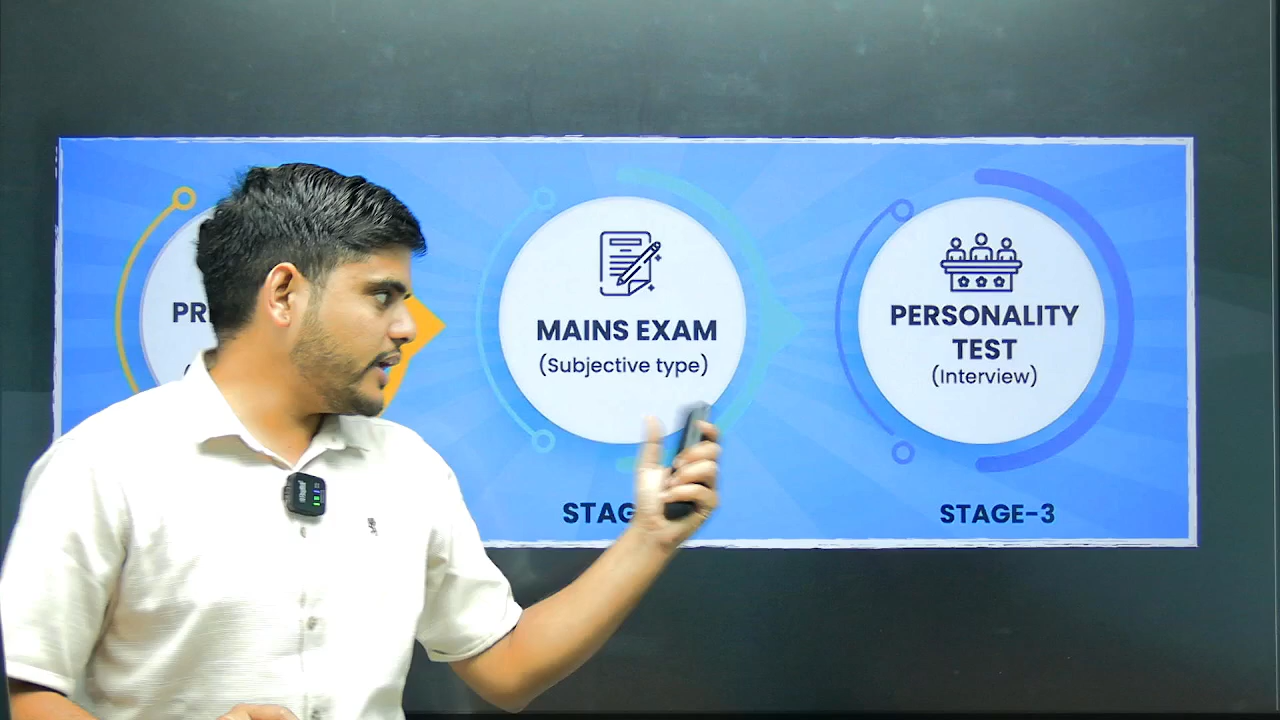 PR
(
MAINS EXAM
(Subjective type)
STAG
PERSONALITY
TEST
(Interview)
STAGE-3